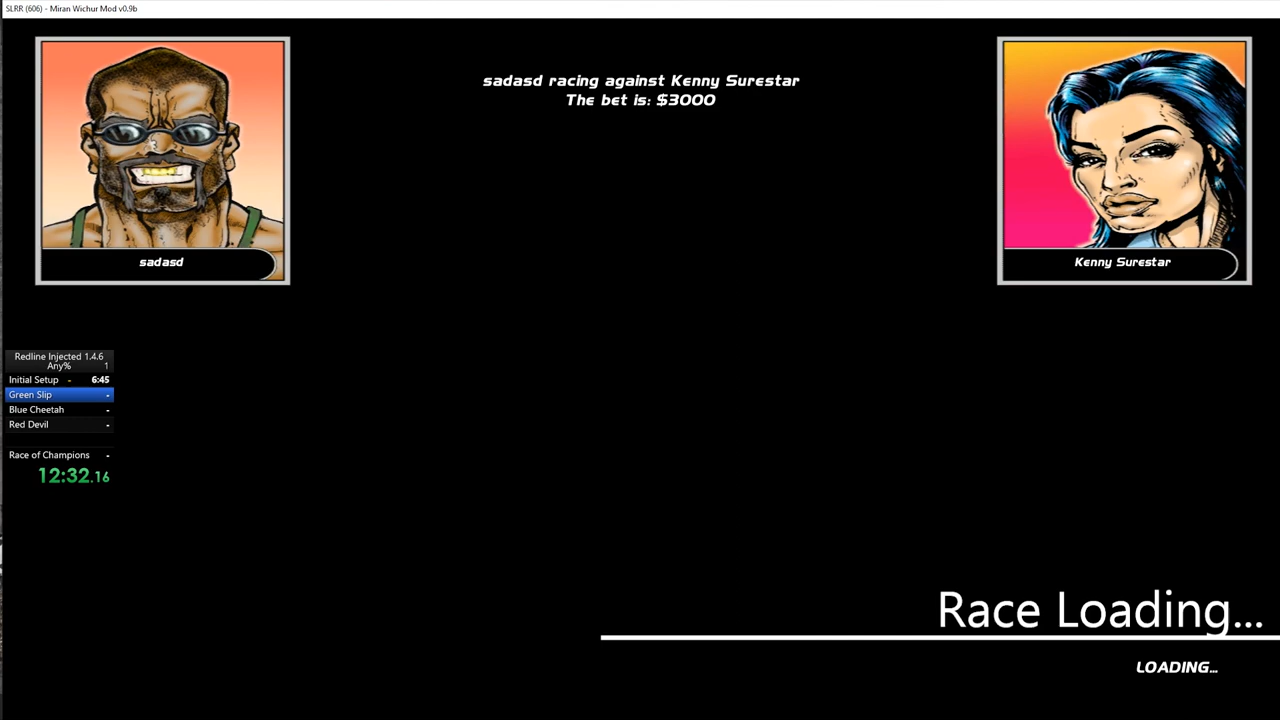 SLRR (606) - Miran Wichur Mod v0.9b
sadasd racing against Kenny Surestar
The bet is: $3000
sadasd
Kenny Surestar
Redline Injected 1.4.6
Any% 1
Initial Setup - 6:45
Green Slip -
Blue Cheetah -
Red Devil -
Race of Champions -
12:32.16
Race Loading...
LOADING...